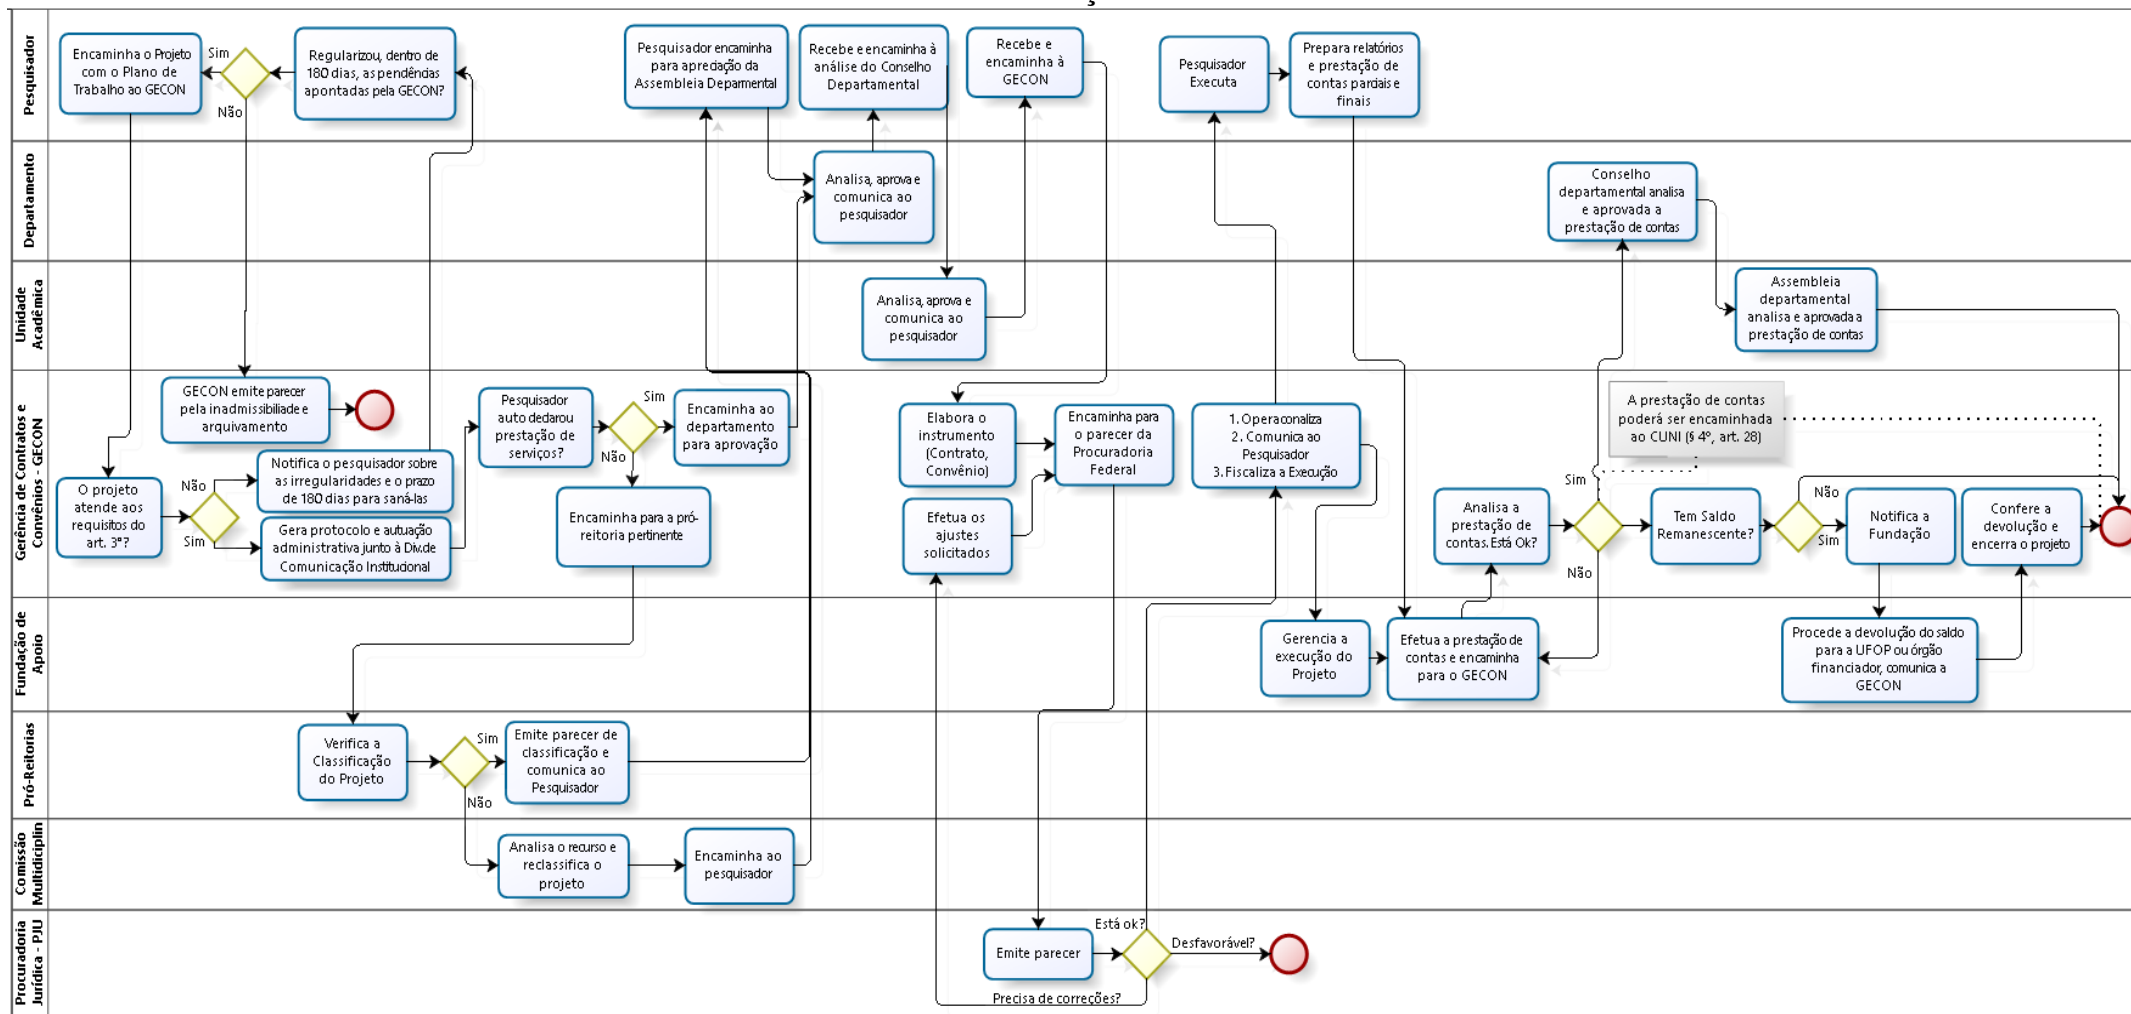 Pesquisador
Encaminha o Projeto
com o Plano de
Trabalho ao GECON
Sim
Não
Regularizou, dentro de
180 dias, as pendências
apontadas pela GECON?
Pesquisador encaminha
para apreciação da
Assembleia Deparmental
Recebe e encaminha à
análise do Conselho
Departamental
Recebe e
encaminha à
GECON
Pesquisador
Executa
Prepara relatórios
e prestação de
contas parciais e
finais
Departamento
Analisa, aprova e
comunica ao
pesquisador
Conselho
departamental analisa
e aprovada a
prestação de contas
Unidade
Acadêmica
Analisa, aprova e
comunica ao
pesquisador
Assembleia
departamental
analisa e aprovada a
prestação de contas
Gerência de Contratos e
Convênios - GECON
GECON emite parecer
pela inadmissibiliade e
arquivamento
O projeto
atende aos
requisitos do
art. 3º?
Não
Sim
Notifica o pesquisador sobre
as irregularidades e o prazo
de 180 dias para saná-las
Gera protocolo e autuação
administrativa junto à Div.de
Comunicação Institucional
Pesquisador
auto declarou
prestação de
serviços?
Sim
Não
Encaminha ao
departamento
para aprovação
Encaminha para a pró-
reitoria pertinente
Elabora o
instrumento
(Contrato,
Convênio)
Efetua os
ajustes
solicitados
Encaminha para
o parecer da
Procuradoria
Federal
1. Operaconaliza
2. Comunica ao
Pesquisador
3. Fiscaliza a Execução
Analisa a
prestação de
contas. Está Ok?
Sim
Não
A prestação de contas
poderá ser encaminhada
ao CUNI (§ 4º, art. 28)
Tem Saldo
Remanescente?
Não
Sim
Notifica a
Fundação
Confere a
devolução e
encerra o projeto
Fundação de
Apoio
Gerencia a
execução do
Projeto
Efetua a prestação de
contas e encaminha
para o GECON
Procede a devolução do saldo
para a UFOP ou órgão
financiador, comunica a
GECON
Pró-Reitorias
Verifica a
Classificação
do Projeto
Sim
Não
Emite parecer de
classificação e
comunica ao
Pesquisador
Comissão
Multidiciplin
Analisa o recurso e
reclassifica o
projeto
Encaminha ao
pesquisador
Procuradoria
Jurídica - PJU
Emite parecer
Está ok?
Desfavorável?
Precisa de correções?